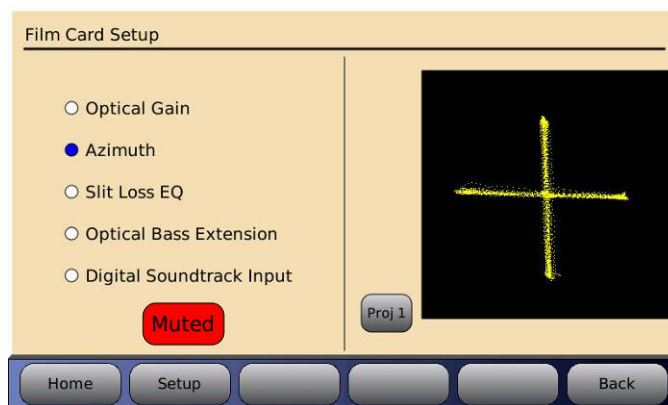 Film Card Setup
Optical Gain
Azimuth
Slit Loss EQ
Optical Bass Extension
Digital Soundtrack Input
Muted
Proj 1
Home
Setup
Back